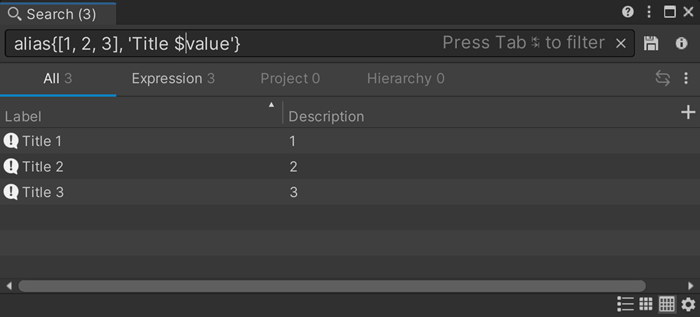 Search (3)
alias{[1, 2, 3], 'Title $value'}
Press Tab ↹ to filter
All 3 Expression 3 Project 0 Hierarchy 0
Label Description
Title 1 1
Title 2 2
Title 3 3